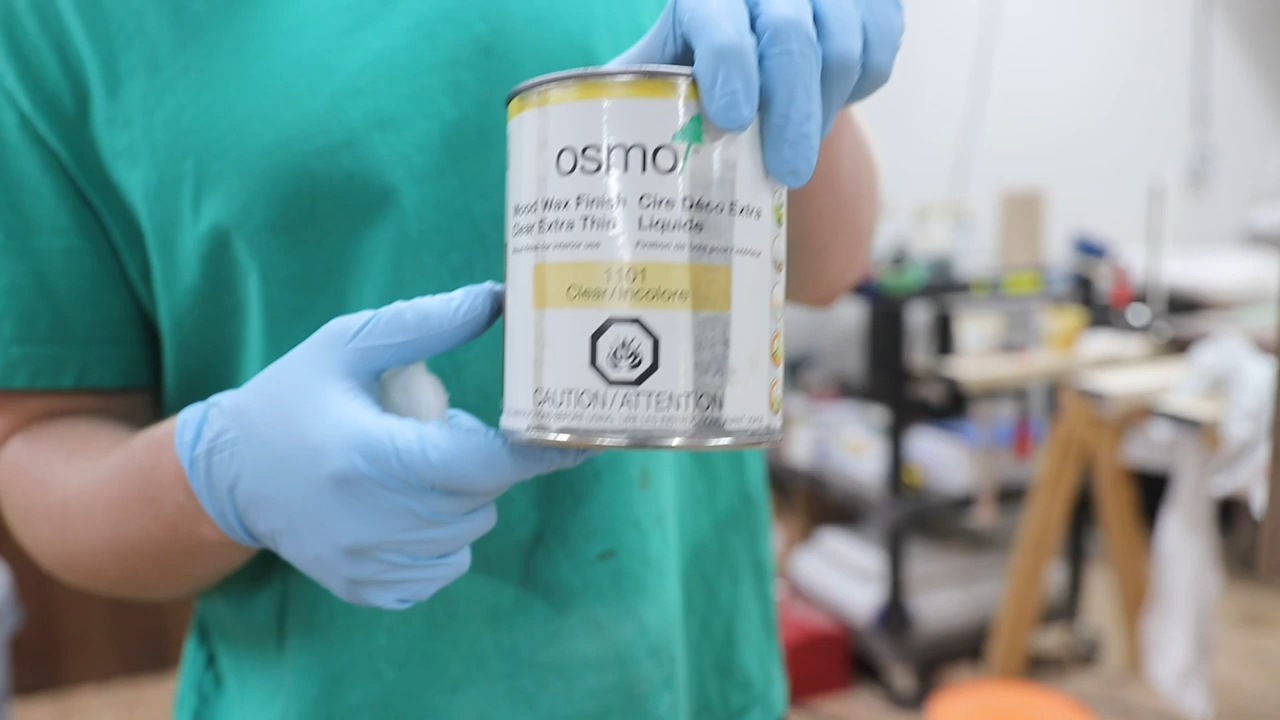 osmo
Wood Wax Finish Cire Déco Extra
Clear Extra Thin Liquide
1101
Clear/Incolore
CAUTION/ATTENTION